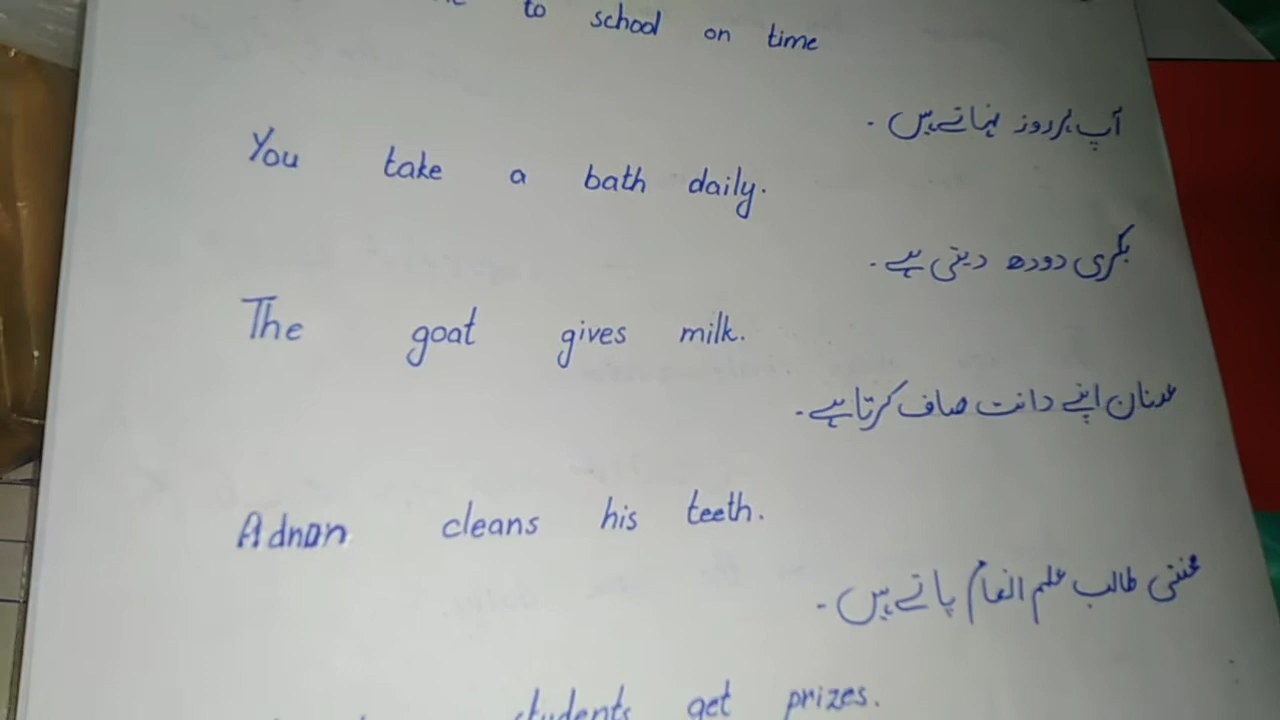 to school on time
آپ ہر روز نہاتے ہیں ۔
You take a bath daily.
بکری دودھ دیتی ہے ۔
The goat gives milk.
عدنان اپنے دانت صاف کرتا ہے ۔
Adnan cleans his teeth.
محنتی طالب علم انعام پاتے ہیں ۔
students get prizes.